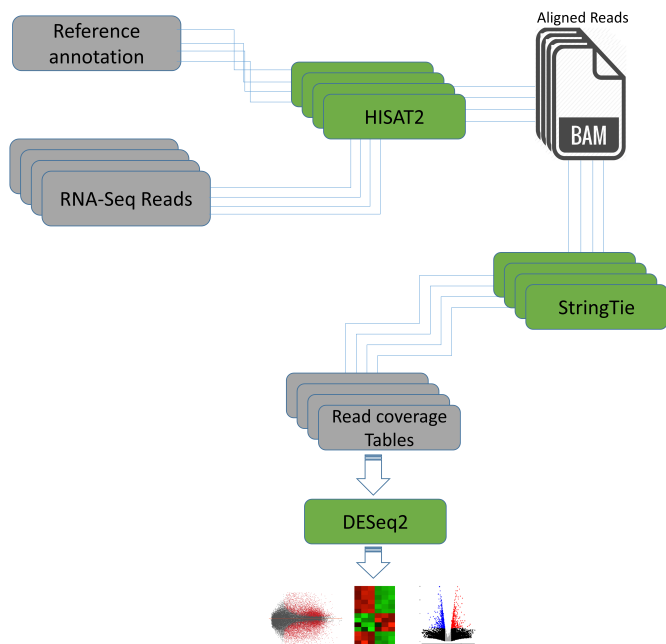 Reference
annotation
Aligned Reads
HISAT2
BAM
RNA-Seq Reads
StringTie
Read coverage
Tables
DESeq2